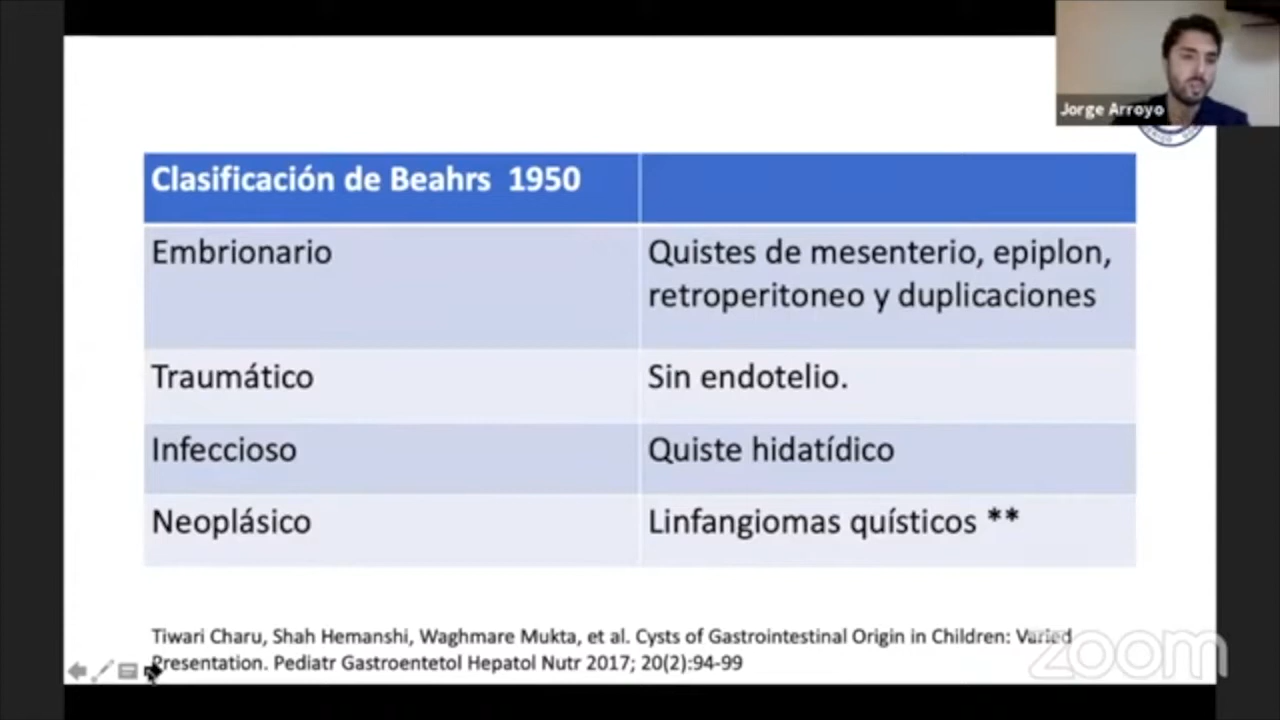 Jorge Arroyo
Clasificación de Beahrs 1950
Embrionario
Quistes de mesenterio, epiplon,
retroperitoneo y duplicaciones
Traumático
Sin endotelio.
Infeccioso
Quiste hidatídico
Neoplásico
Linfangiomas quísticos **
Tiwari Charu, Shah Hemanshi, Waghmare Mukta, et al. Cysts of Gastrointestinal Origin in Children: Varied
Presentation. Pediatr Gastroentetol Hepatol Nutr 2017; 20(2):94-99
zoom